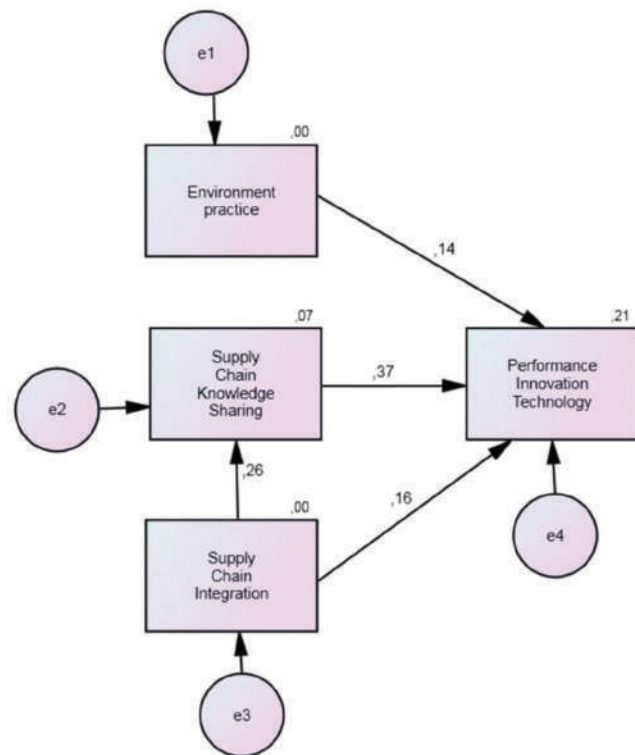 e1
,00
Environment
practice
,14
,07
,21
Supply
Chain
Knowledge
Sharing
,37
Performance
Innovation
Technology
e2
,26
,00
,16
Supply
Chain
Integration
e4
e3